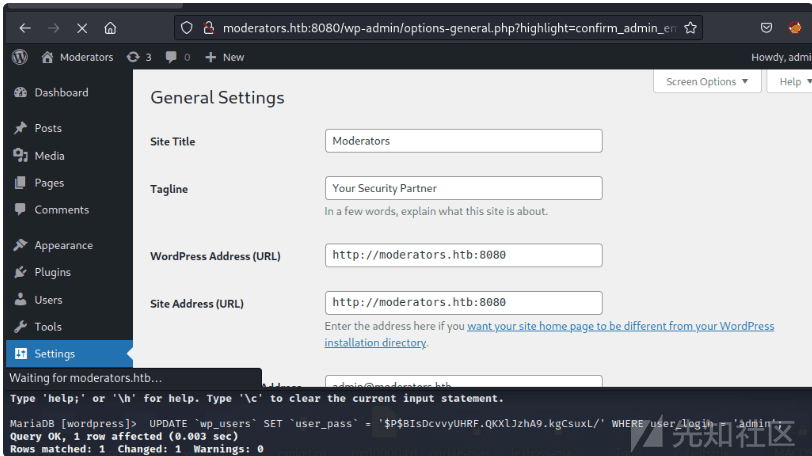 moderators.htb:8080/wp-admin/options-general.php?highlight=confirm_admin_em
Moderators 3 0 New Howdy, admi
Screen Options Help
Dashboard
Posts
Media
Pages
Comments
Appearance
Plugins
Users
Tools
Settings
General Settings
Site Title Moderators
Tagline Your Security Partner
In a few words, explain what this site is about.
WordPress Address (URL) http://moderators.htb:8080
Site Address (URL) http://moderators.htb:8080
Enter the address here if you want your site home page to be different from your WordPress
installation directory.
Waiting for moderators.htb…
Address admin@moderators.htb
Type 'help;' or '\h' for help. Type '\c' to clear the current input statement.
MariaDB [wordpress]> UPDATE `wp_users` SET `user_pass` = '$P$BIsDcvvyUHRF.QKXlJzhA9.kgCsuxL/' WHERE user_login = 'admin';
Query OK, 1 row affected (0.003 sec)
Rows matched: 1 Changed: 1 Warnings: 0
先知社区